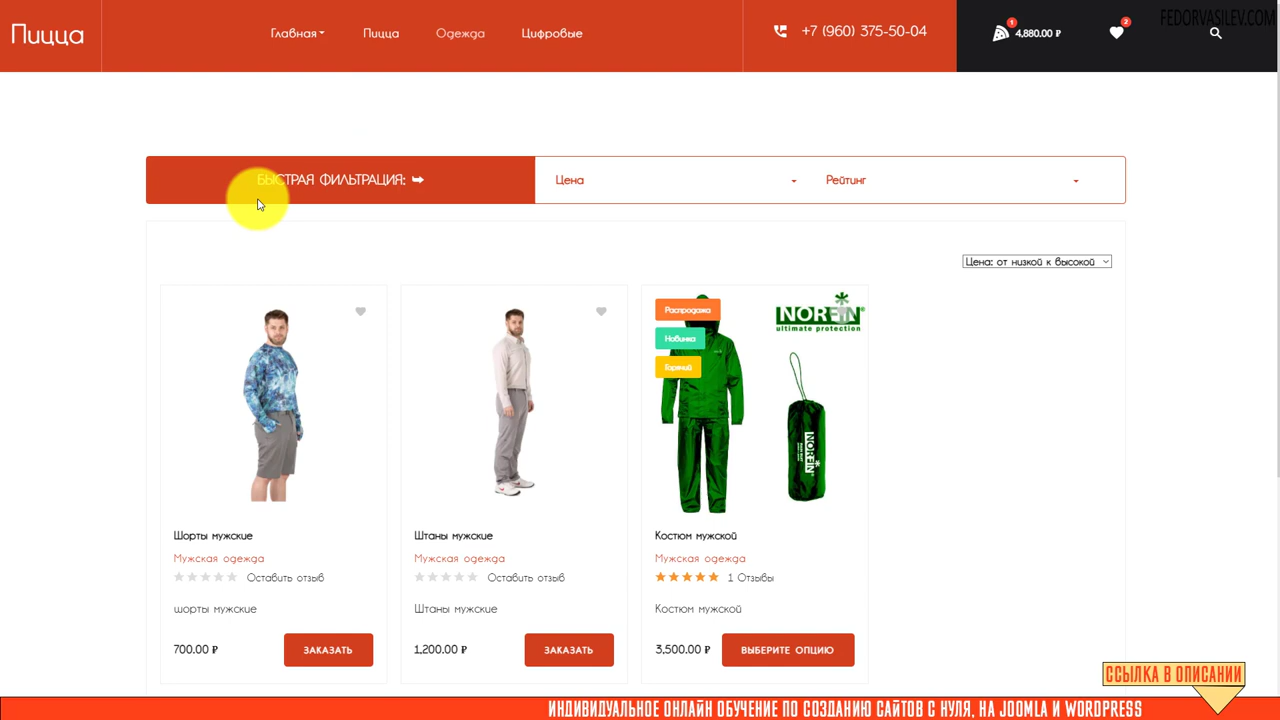 FEDORVASILEV.COM
Пицца
Главная
Пицца
Одежда
Цифровые
+7 (960) 375-50-04
1
4,880.00 ₽
2
БЫСТРАЯ ФИЛЬТРАЦИЯ:
Цена
Рейтинг
Цена: от низкой к высокой
Распродажа
Новинка
Горячий
NORFIN
ultimate protection
NORFIN
Шорты мужские
Мужская одежда
Оставить отзыв
шорты мужские
700.00 ₽
ЗАКАЗАТЬ
Штаны мужские
Мужская одежда
Оставить отзыв
Штаны мужские
1,200.00 ₽
ЗАКАЗАТЬ
Костюм мужской
Мужская одежда
1 Отзывы
Костюм мужской
3,500.00 ₽
ВЫБЕРИТЕ ОПЦИЮ
ССЫЛКА В ОПИСАНИИ
ИНДИВИДУАЛЬНОЕ ОНЛАЙН ОБУЧЕНИЕ ПО СОЗДАНИЮ САЙТОВ С НУЛЯ, НА JOOMLA И WORDPRESS